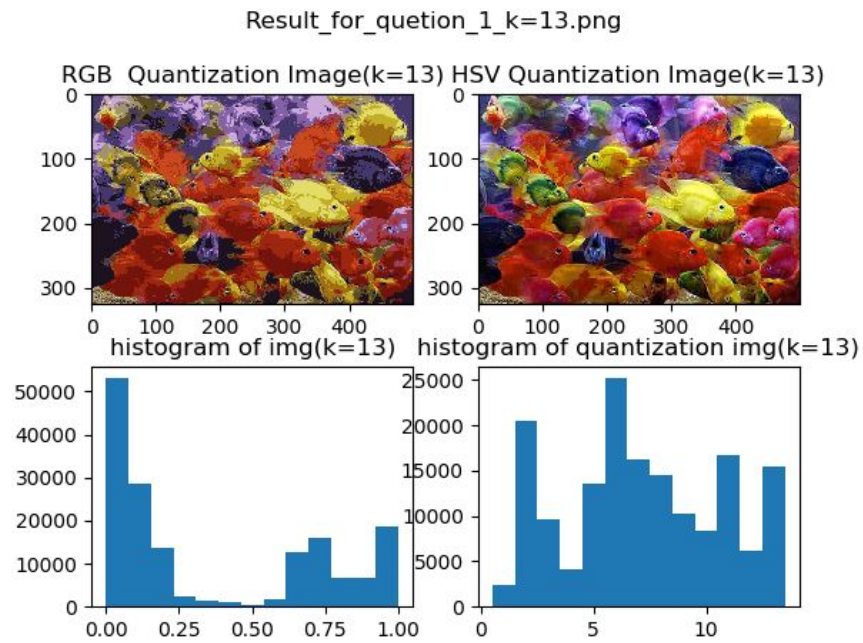 Result_for_quetion_1_k=13.png
RGB  Quantization Image(k=13) HSV Quantization Image(k=13)
0
100
200
300
0 100 200 300 400
0
100
200
300
0 100 200 300 400
histogram of img(k=13) histogram of quantization img(k=13)
50000
40000
30000
20000
10000
0
0.00 0.25 0.50 0.75 1.00
25000
20000
15000
10000
5000
0
0 5 10